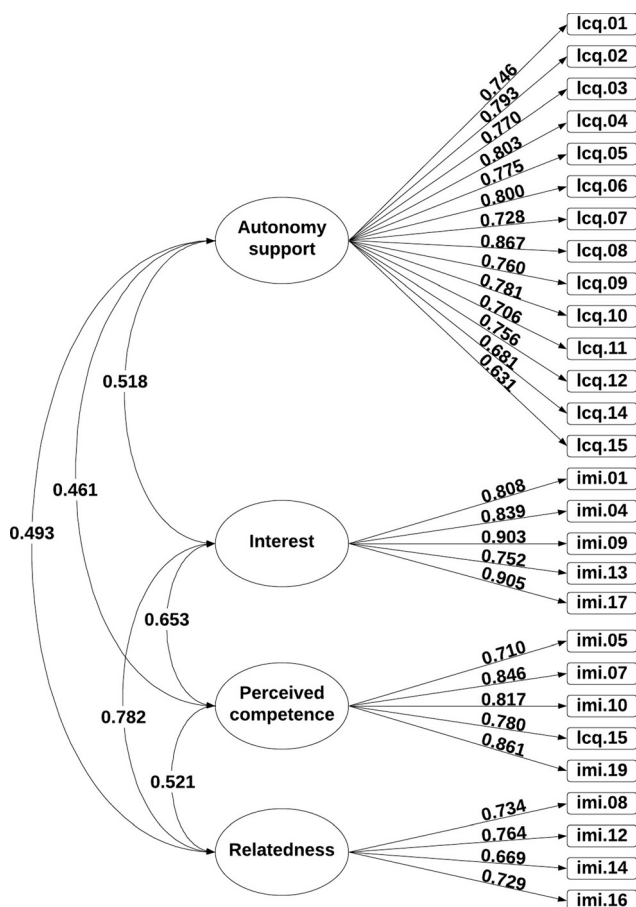 lcq.01
lcq.02
lcq.03
lcq.04
lcq.05
lcq.06
lcq.07
lcq.08
lcq.09
lcq.10
lcq.11
lcq.12
lcq.14
lcq.15
0.746
0.793
0.770
0.803
0.775
0.800
0.728
0.867
0.760
0.781
0.706
0.756
0.681
0.631
Autonomy
support
0.518
0.461
0.493
imi.01
imi.04
imi.09
imi.13
imi.17
0.808
0.839
0.903
0.752
0.905
Interest
0.653
0.782
imi.05
imi.07
imi.10
lcq.15
imi.19
0.710
0.846
0.817
0.780
0.861
Perceived
competence
0.521
imi.08
imi.12
imi.14
imi.16
0.734
0.764
0.669
0.729
Relatedness